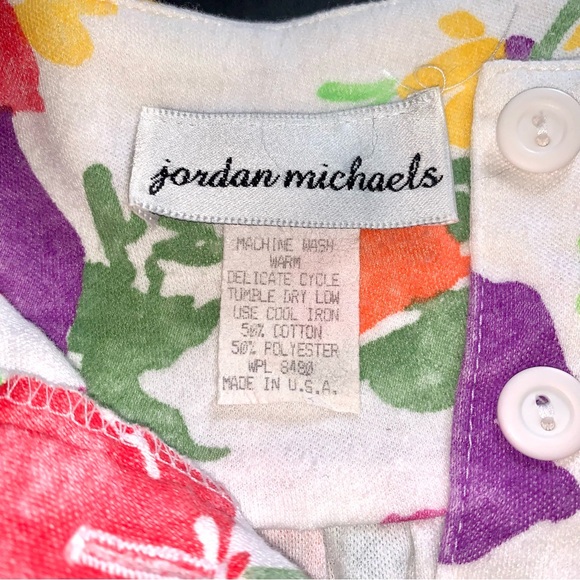 jordan michaels
MACHINE WASH
WARM
DELICATE CYCLE
TUMBLE DRY LOW
USE COOL IRON
50% COTTON
50% POLYESTER
WPL 8480
MADE IN U.S.A.